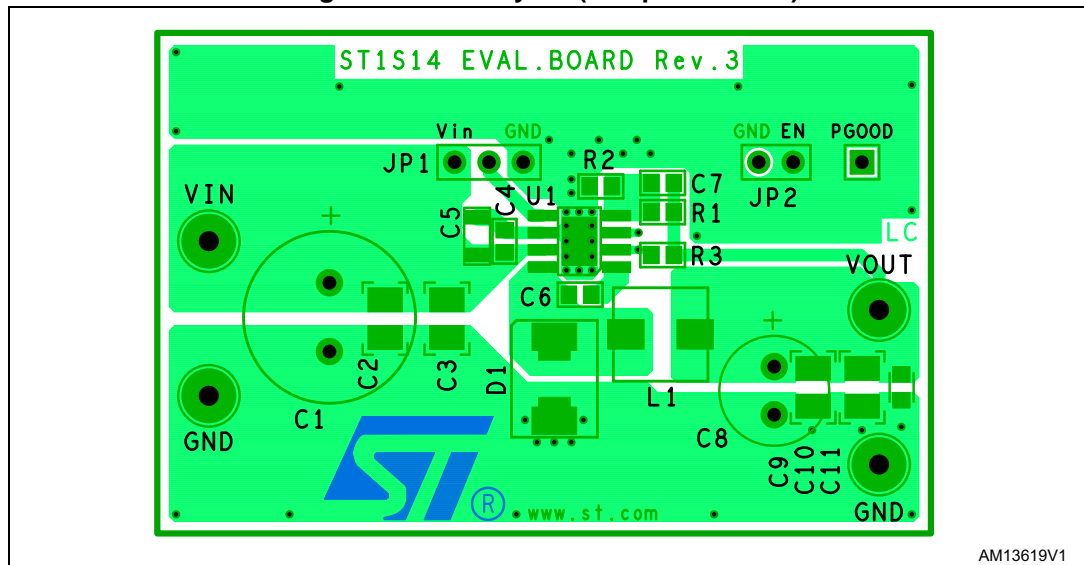 ST1S14 EVAL.BOARD Rev.3
Vin GND
GND EN PGOOD
JP1
R2
C7
JP2
VIN
C5
C4
U1
R1
LC
R3
VOUT
C6
C2
C3
D1
L1
C1
C8
GND
C9
C10
C11
ST®
www.st.com
GND
AM13619V1